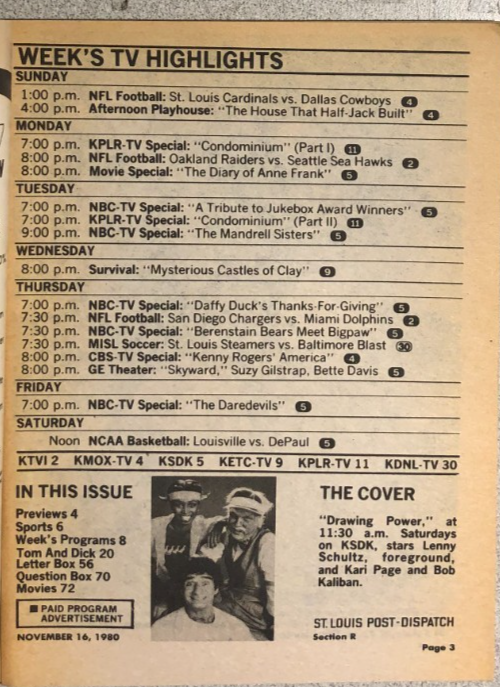 WEEK'S TV HIGHLIGHTS
SUNDAY
1:00 p.m. NFL Football: St. Louis Cardinals vs. Dallas Cowboys 4
4:00 p.m. Afternoon Playhouse: "The House That Half-Jack Built" 4
MONDAY
7:00 p.m. KPLR-TV Special: "Condominium" (Part I) 11
8:00 p.m. NFL Football: Oakland Raiders vs. Seattle Sea Hawks 2
8:00 p.m. Movie Special: "The Diary of Anne Frank" 5
TUESDAY
7:00 p.m. NBC-TV Special: "A Tribute to Jukebox Award Winners" 5
7:00 p.m. KPLR-TV Special: "Condominium" (Part II) 11
9:00 p.m. NBC-TV Special: "The Mandrell Sisters" 5
WEDNESDAY
8:00 p.m. Survival: "Mysterious Castles of Clay" 9
THURSDAY
7:00 p.m. NBC-TV Special: "Daffy Duck's Thanks-For-Giving" 5
7:30 p.m. NFL Football: San Diego Chargers vs. Miami Dolphins 2
7:30 p.m. NBC-TV Special: "Berenstain Bears Meet Bigpaw" 5
7:30 p.m. MISL Soccer: St. Louis Steamers vs. Baltimore Blast 30
8:00 p.m. CBS-TV Special: "Kenny Rogers' America" 4
8:00 p.m. GE Theater: "Skyward," Suzy Gilstrap, Bette Davis 5
FRIDAY
7:00 p.m. NBC-TV Special: "The Daredevils" 5
SATURDAY
Noon NCAA Basketball: Louisville vs. DePaul 5
KTVI 2 KMOX-TV 4 KSDK 5 KETC-TV 9 KPLR-TV 11 KDNL-TV 30
IN THIS ISSUE
Previews 4
Sports 6
Week's Programs 8
Tom And Dick 20
Letter Box 56
Question Box 70
Movies 72
■ PAID PROGRAM
ADVERTISEMENT
NOVEMBER 16, 1980
THE COVER
"Drawing Power," at
11:30 a.m. Saturdays
on KSDK, stars Lenny
Schultz, foreground,
and Kari Page and Bob
Kaliban.
ST. LOUIS POST-DISPATCH
Section R
Page 3